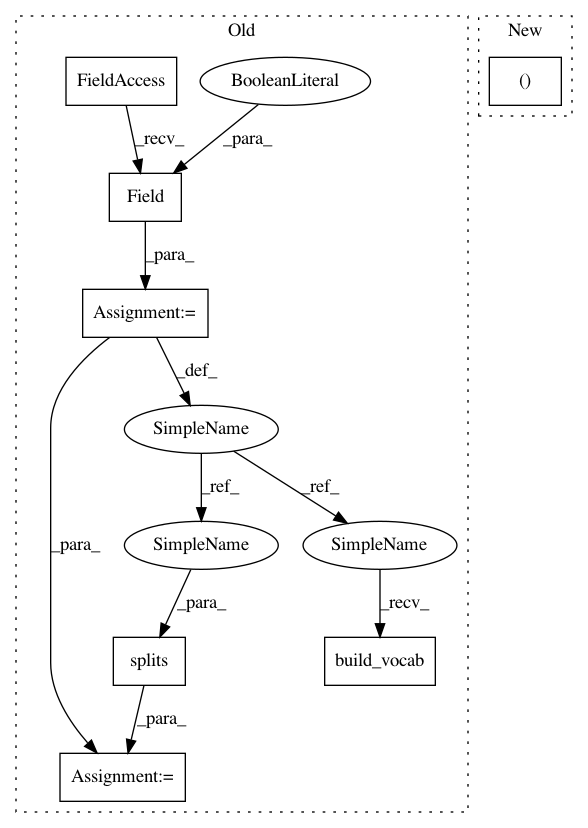 Old
New
FieldAccess
BooleanLiteral
()
_recv_
_para_
Field
_para_
Assignment:=
_def_
SimpleName
_ref_
_ref_
_para_
SimpleName
SimpleName
_para_
_recv_
splits
build_vocab
_para_
Assignment:=